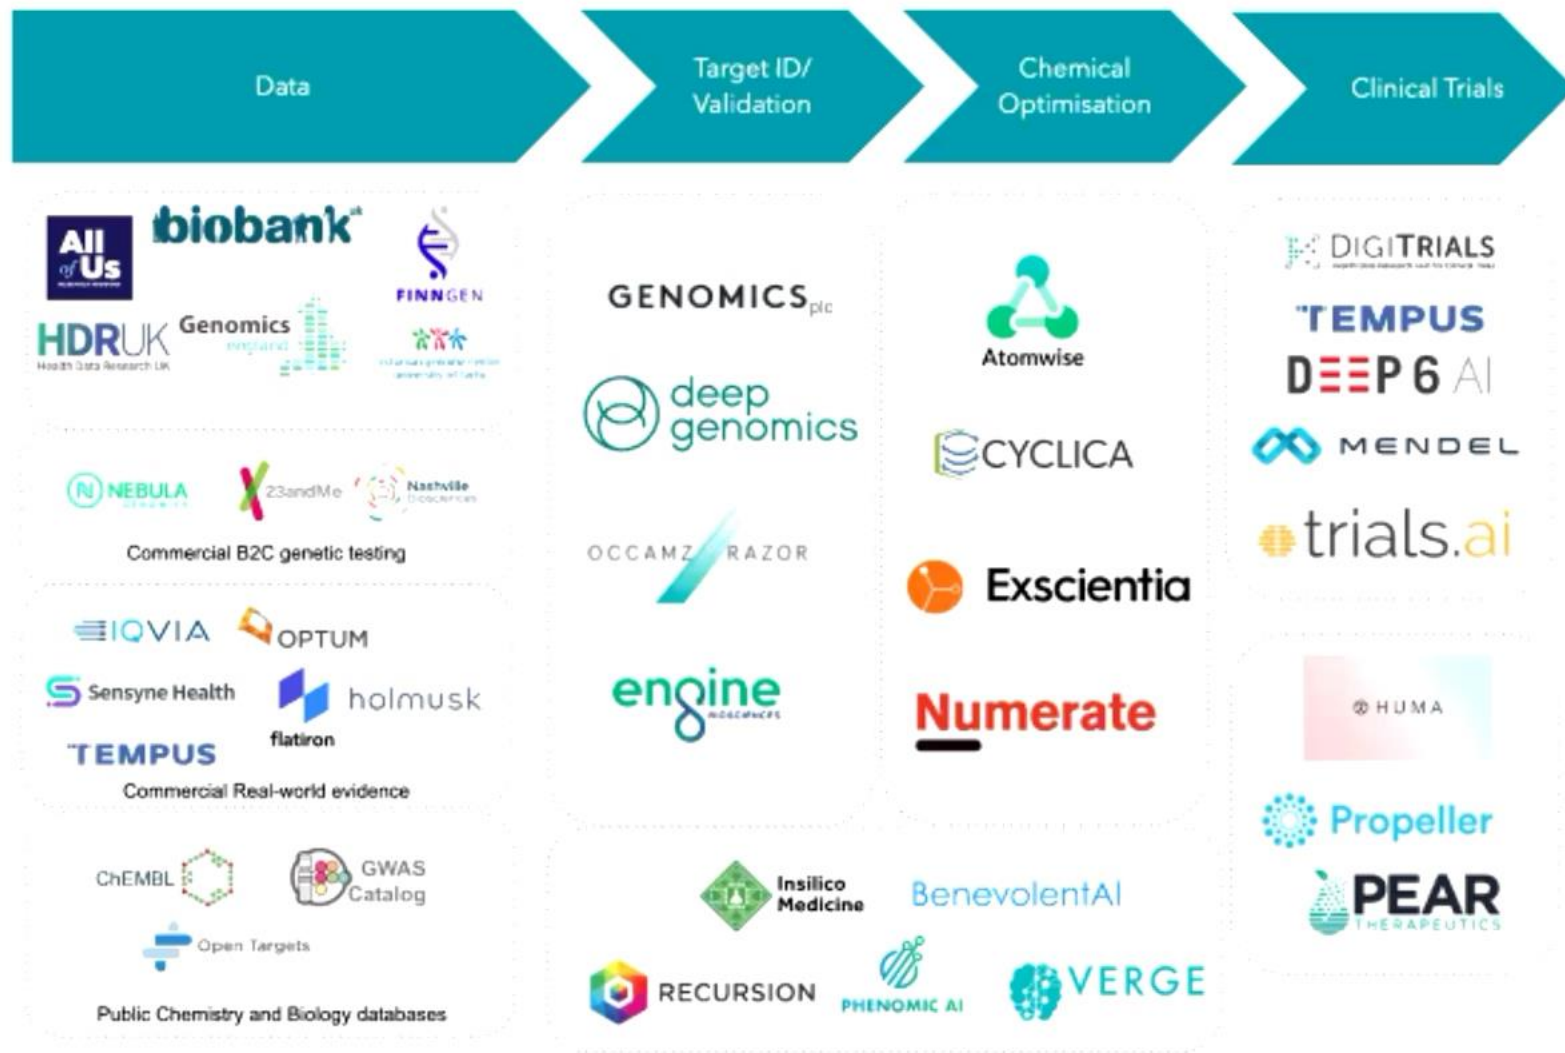 Data
Target ID/
Validation
Chemical
Optimisation
Clinical Trials
All
of Us
biobank uk
FINNGEN
HDRUK
Health Data Research UK
Genomics
england
NEBULA
GENOMICS
23andMe
Nashville
Biosciences
Commercial B2C genetic testing
IQVIA
OPTUM
Sensyne Health
flatiron
holmusk
TEMPUS
Commercial Real-world evidence
ChEMBL
GWAS
Catalog
Open Targets
Public Chemistry and Biology databases
GENOMICS plc
deep
genomics
OCCAMZ RAZOR
engine
BIOSCIENCES
Atomwise
CYCLICA
Exscientia
Numerate
Insilico
Medicine
BenevolentAI
RECURSION
PHENOMIC AI
VERGE
DIGITRIALS
TEMPUS
DEEP 6 AI
MENDEL
trials.ai
HUMA
Propeller
PEAR
THERAPEUTICS